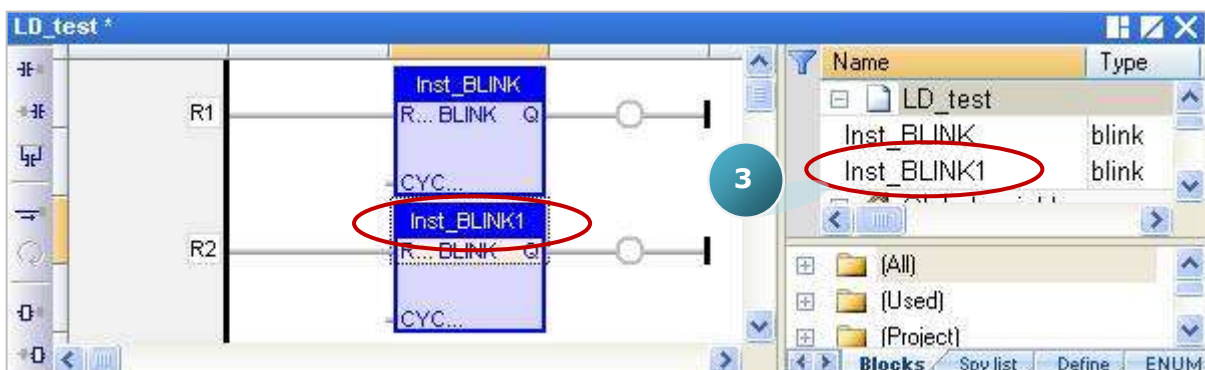 LD_test *
Inst_BLINK
R1
R... BLINK Q
CYC...
Inst_BLINK1
R2
R... BLINK Q
CYC...
3
Name Type
LD_test
Inst_BLINK blink
Inst_BLINK1 blink
(All)
(Used)
(Project)
Blocks Spy list Define ENUM